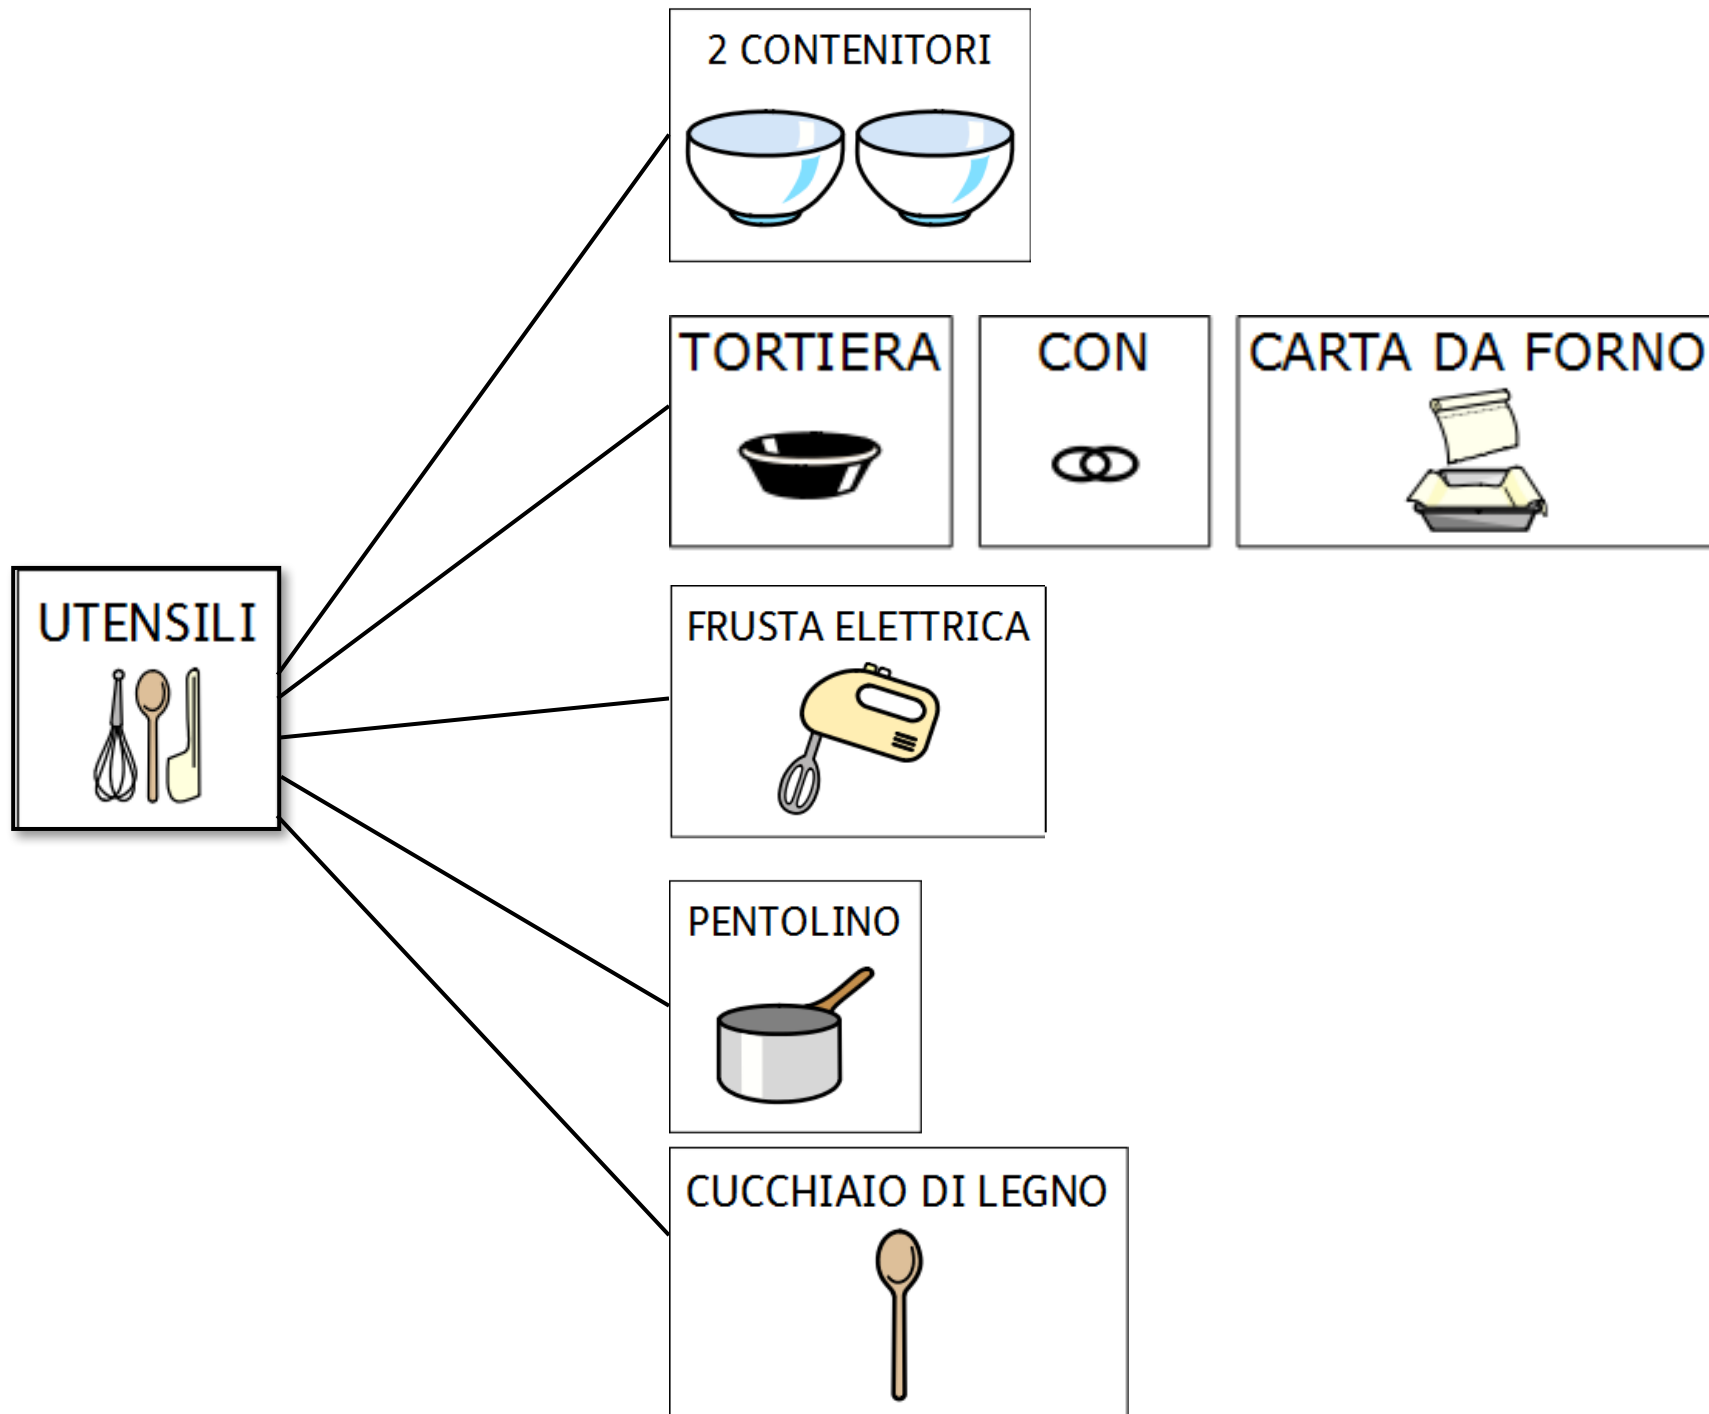 2 CONTENITORI
TORTIERA CON CARTA DA FORNO
UTENSILI
FRUSTA ELETTRICA
PENTOLINO
CUCCHIAIO DI LEGNO